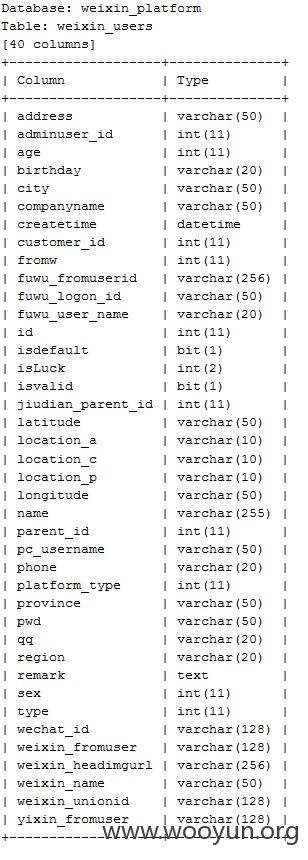 Database: weixin_platform
Table: weixin_users
[40 columns]
+-------------------+--------------+
| Column | Type |
+-------------------+--------------+
| address | varchar(50) |
| adminuser_id | int(11) |
| age | int(11) |
| birthday | varchar(20) |
| city | varchar(50) |
| companyname | varchar(50) |
| createtime | datetime |
| customer_id | int(11) |
| fromw | int(11) |
| fuwu_fromuserid | varchar(256) |
| fuwu_logon_id | varchar(50) |
| fuwu_user_name | varchar(20) |
| id | int(11) |
| isdefault | bit(1) |
| isLuck | int(2) |
| isvalid | bit(1) |
| jiudian_parent_id | int(11) |
| latitude | varchar(50) |
| location_a | varchar(10) |
| location_c | varchar(10) |
| location_p | varchar(10) |
| longitude | varchar(50) |
| name | varchar(255) |
| parent_id | int(11) |
| pc_username | varchar(50) |
| phone | varchar(20) |
| platform_type | int(11) |
| province | varchar(50) |
| pwd | varchar(50) |
| qq | varchar(20) |
| region | varchar(20) |
| remark | text |
| sex | int(11) |
| type | int(11) |
| wechat_id | varchar(128) |
| weixin_fromuser | varchar(128) |
| weixin_headimgurl | varchar(256) |
| weixin_name | varchar(50) |
| weixin_unionid | varchar(128) |
| yixin_fromuser | varchar(128) |
+-------------------+--------------+
www.wooyun.org